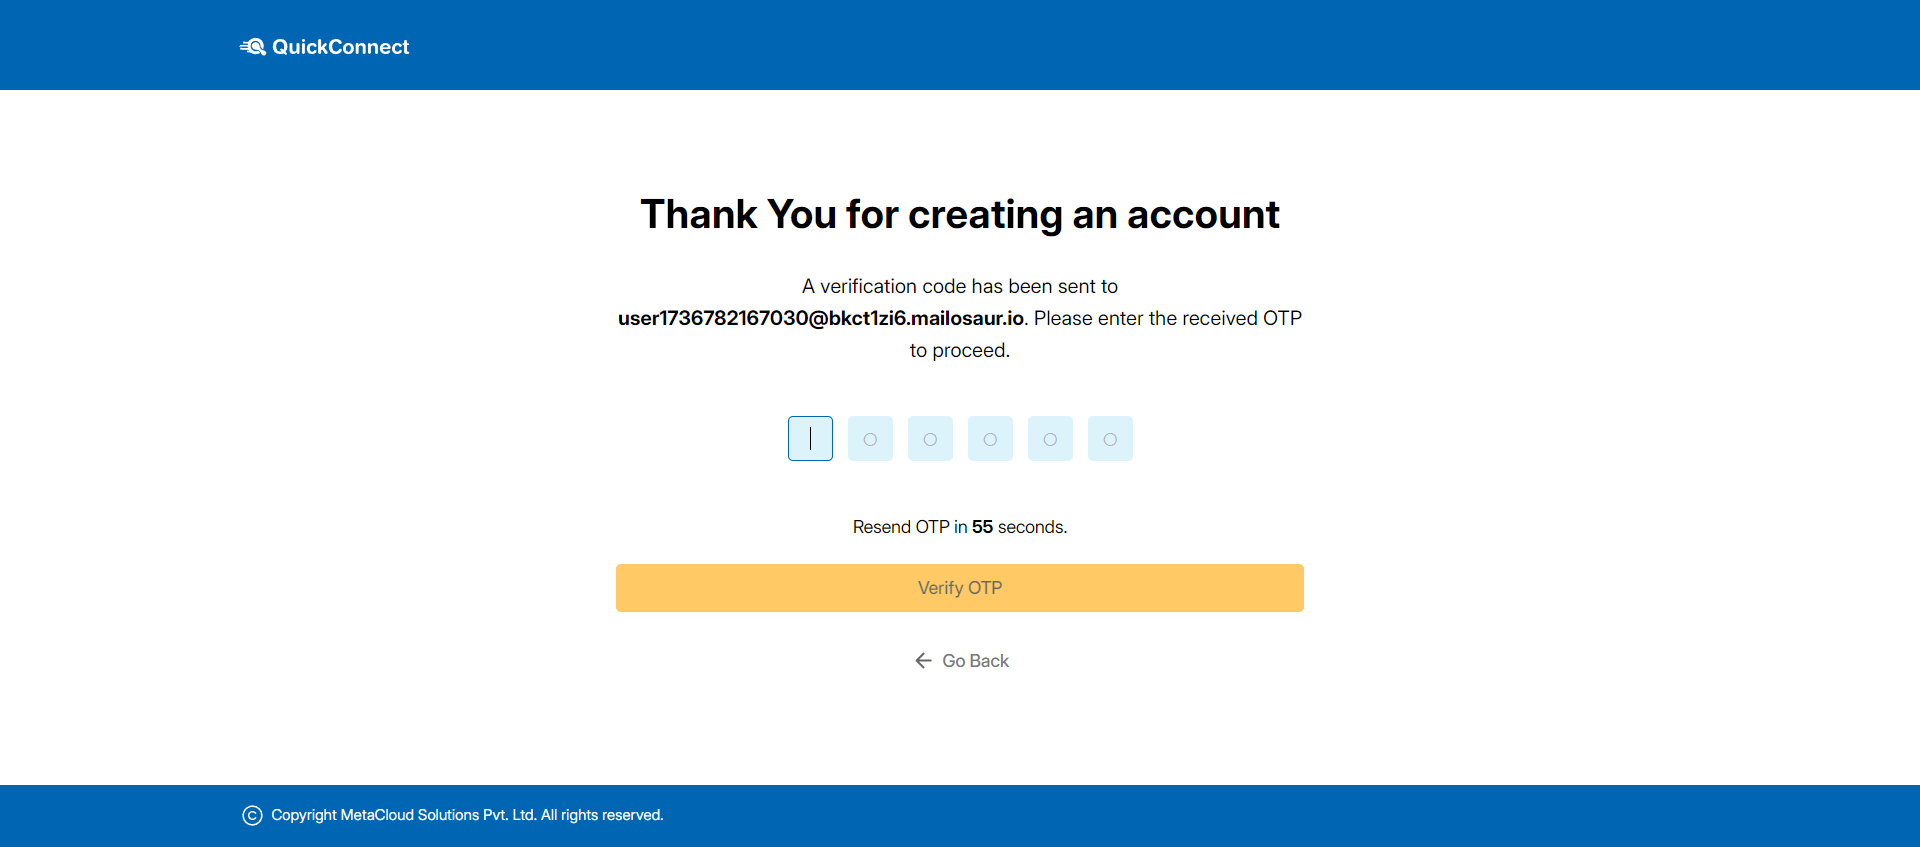 QuickConnect
Thank You for creating an account
A verification code has been sent to
user1736782167030@bkct1zi6.mailosaur.io. Please enter the received OTP
to proceed.
Resend OTP in 55 seconds.
Verify OTP
Go Back
© Copyright MetaCloud Solutions Pvt. Ltd. All rights reserved.